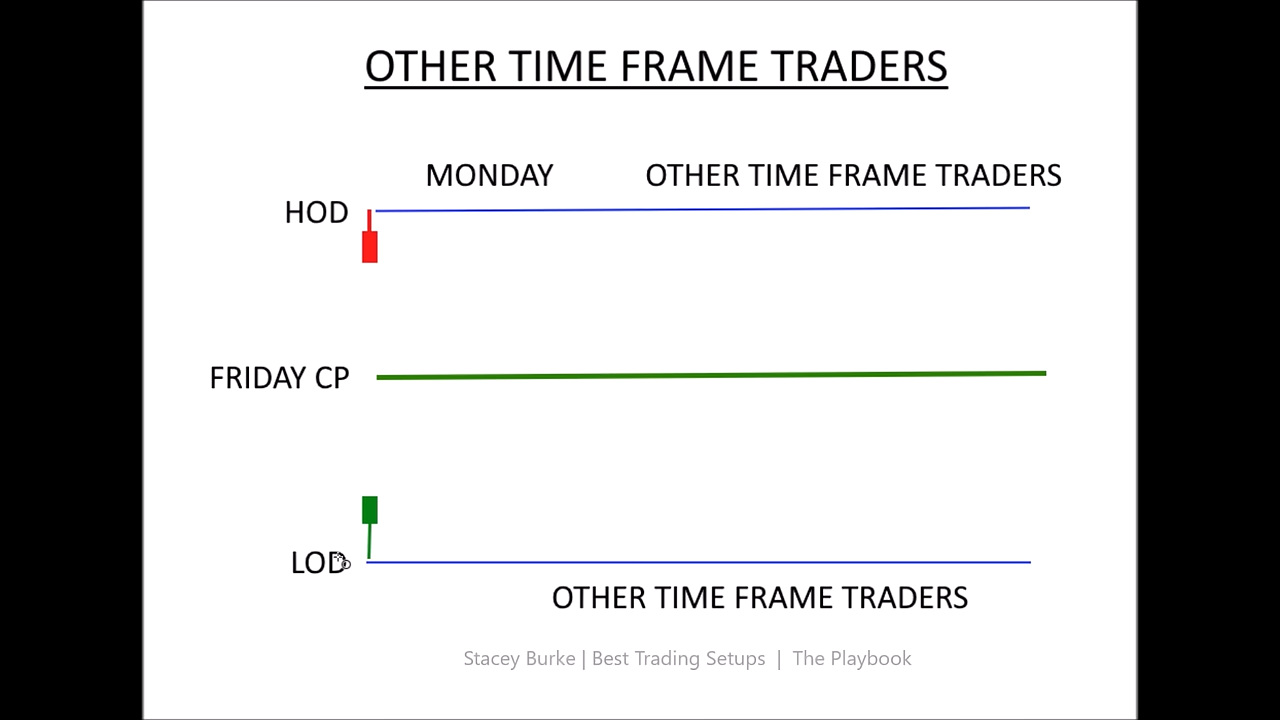 OTHER TIME FRAME TRADERS
MONDAY OTHER TIME FRAME TRADERS
HOD
FRIDAY CP
LOD
OTHER TIME FRAME TRADERS
Stacey Burke | Best Trading Setups | The Playbook